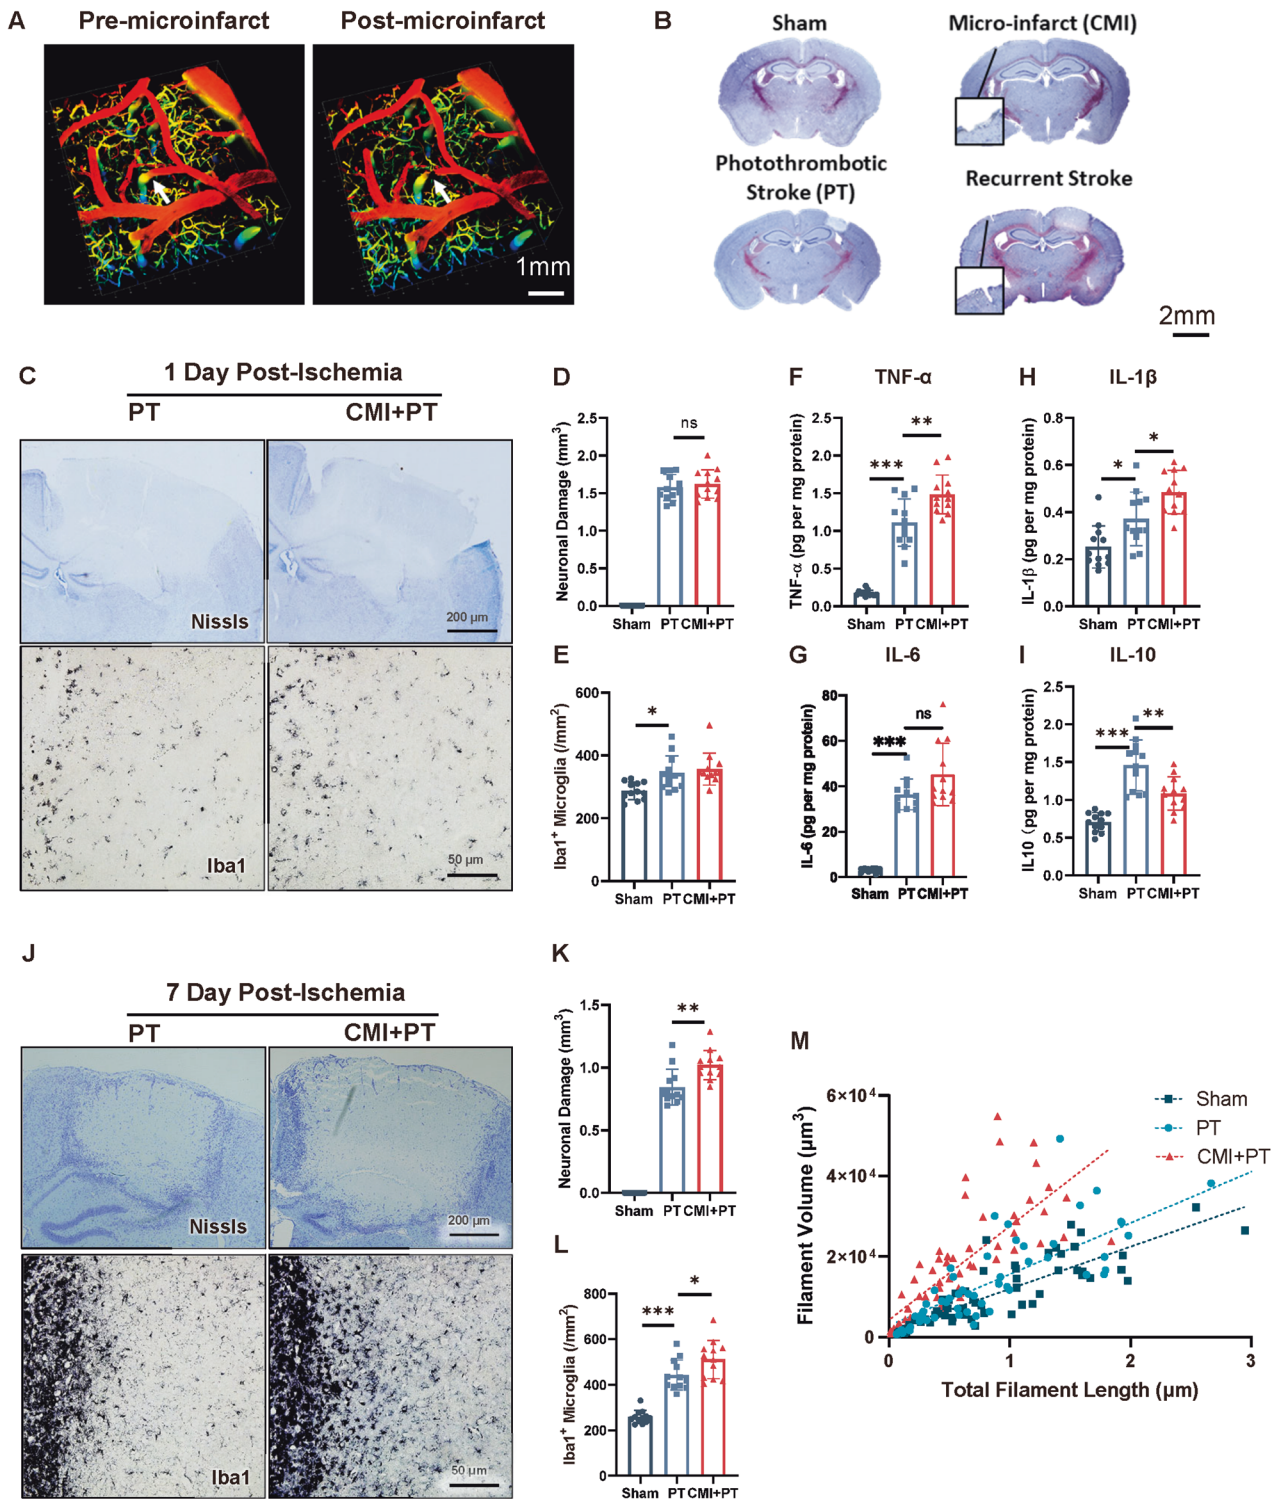 A
Pre-microinfarct
Post-microinfarct
1mm
B
Sham
Micro-infarct (CMI)
Photothrombotic
Stroke (PT)
Recurrent Stroke
2mm
C
1 Day Post-Ischemia
PT
CMI+PT
Nissls
200 µm
Iba1
50 µm
D
Neuronal Damage (mm³)
2.5
2.0
1.5
1.0
0.5
0.0
ns
Sham
PT
CMI+PT
F
TNF-α
TNF-α (pg per mg protein)
2.5
2.0
1.5
1.0
0.5
0.0
***
**
Sham
PT
CMI+PT
H
IL-1β
IL-1β (pg per mg protein)
0.8
0.6
0.4
0.2
0.0
*
*
Sham
PT
CMI+PT
E
Iba1⁺ Microglia (/mm²)
600
400
200
0
*
Sham
PT
CMI+PT
G
IL-6
IL-6 (pg per mg protein)
80
60
40
20
0
***
ns
Sham
PT
CMI+PT
I
IL-10
IL10 (pg per mg protein)
2.5
2.0
1.5
1.0
0.5
0.0
***
**
Sham
PT
CMI+PT
J
7 Day Post-Ischemia
PT
CMI+PT
Nissls
200 µm
Iba1
50 µm
K
Neuronal Damage (mm³)
1.5
1.0
0.5
0.0
**
Sham
PT
CMI+PT
L
Iba1⁺ Microglia (/mm²)
800
600
400
200
0
***
*
Sham
PT
CMI+PT
M
Filament Volume (µm³)
6×10⁴
4×10⁴
2×10⁴
0
0
1
2
3
Total Filament Length (µm)
Sham
PT
CMI+PT